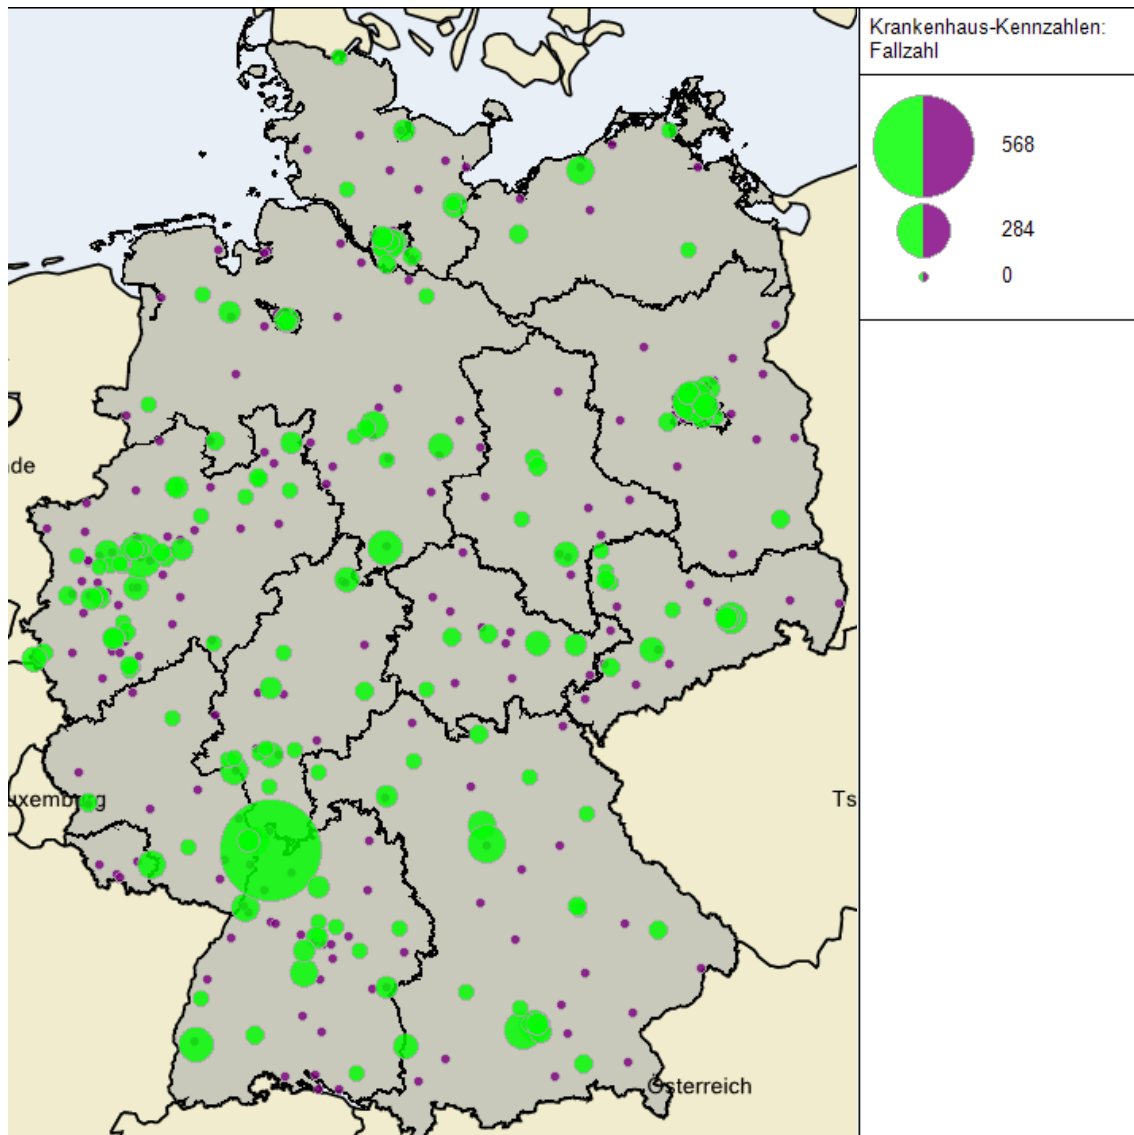 Krankenhaus-Kennzahlen:
Fallzahl
568
284
0
de
uxemburg
Ts
Österreich